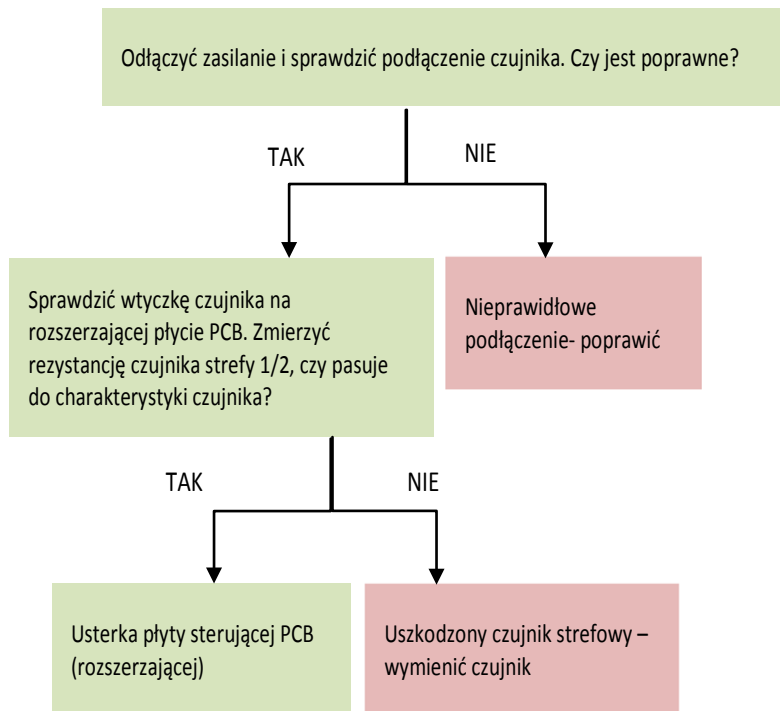 Odłączyć zasilanie i sprawdzić podłączenie czujnika. Czy jest poprawne?
TAK
NIE
Sprawdzić wtyczkę czujnika na
rozszerzającej płycie PCB. Zmierzyć
rezystancję czujnika strefy 1/2, czy pasuje
do charakterystyki czujnika?
Nieprawidłowe
podłączenie- poprawić
TAK
NIE
Usterka płyty sterującej PCB
(rozszerzającej)
Uszkodzony czujnik strefowy –
wymienić czujnik